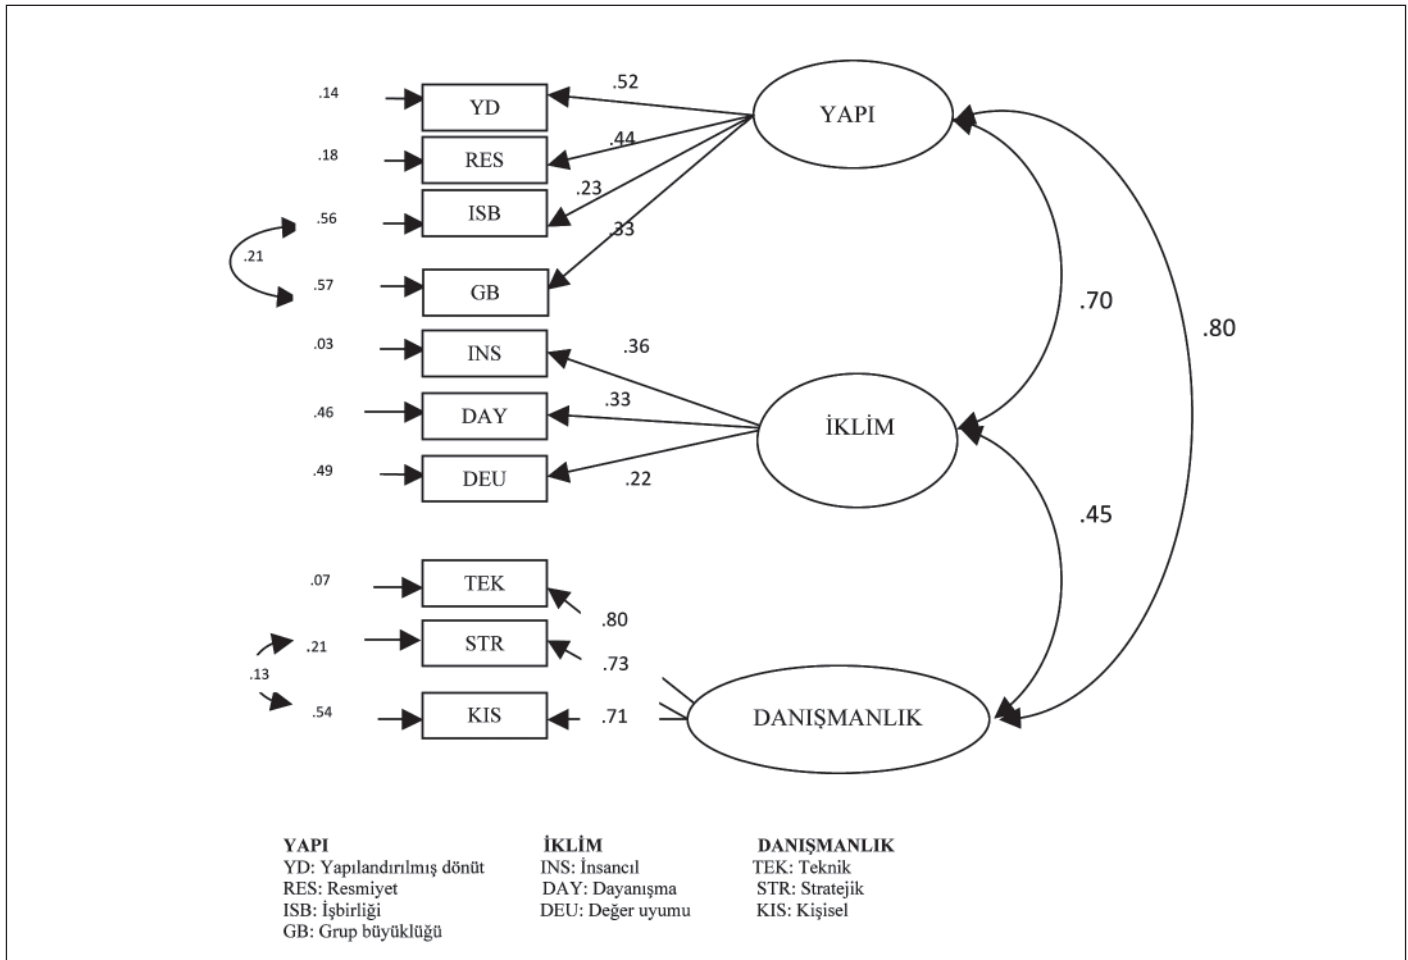 .14
YD
.52
YAPI
.18
RES
.44
.56
ISB
.23
.21
.33
.57
GB
.70
.80
.03
INS
.36
.46
DAY
.33
İKLİM
.49
DEU
.22
.45
.07
TEK
.80
.21
STR
.73
.13
.54
KIS
.71
DANIŞMANLIK
YAPI İKLİM DANIŞMANLIK
YD: Yapılandırılmış dönüt INS: İnsancıl TEK: Teknik
RES: Resmiyet DAY: Dayanışma STR: Stratejik
ISB: İşbirliği DEU: Değer uyumu KIS: Kişisel
GB: Grup büyüklüğü